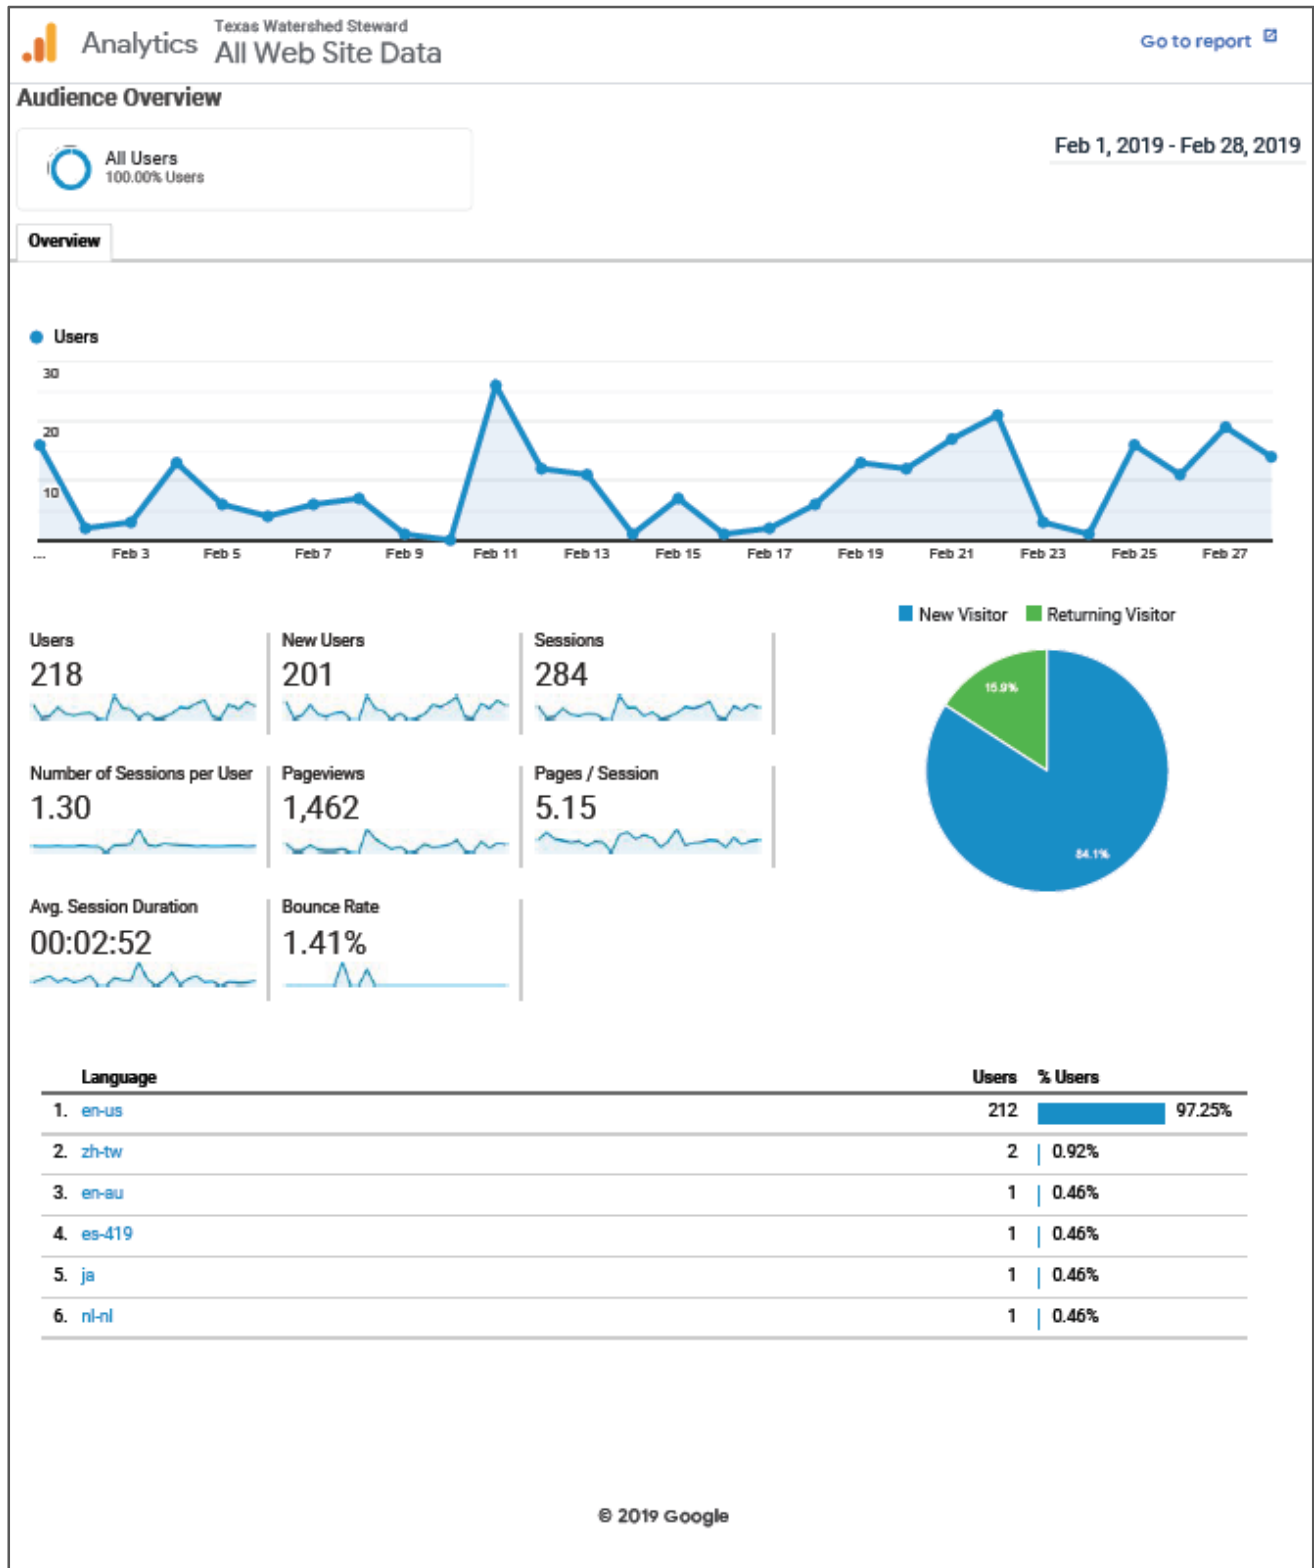 Analytics
Texas Watershed Steward
All Web Site Data
Go to report
Audience Overview
All Users
100.00% Users
Feb 1, 2019 - Feb 28, 2019
Overview
Users
30
20
10
... Feb 3 Feb 5 Feb 7 Feb 9 Feb 11 Feb 13 Feb 15 Feb 17 Feb 19 Feb 21 Feb 23 Feb 25 Feb 27
New Visitor Returning Visitor
15.9%
84.1%
Users New Users Sessions
218 201 284
Number of Sessions per User Pageviews Pages / Session
1.30 1,462 5.15
Avg. Session Duration Bounce Rate
00:02:52 1.41%
Language Users % Users
1. en-us 212 97.25%
2. zh-tw 2 0.92%
3. en-au 1 0.46%
4. es-419 1 0.46%
5. ja 1 0.46%
6. nl-nl 1 0.46%
© 2019 Google